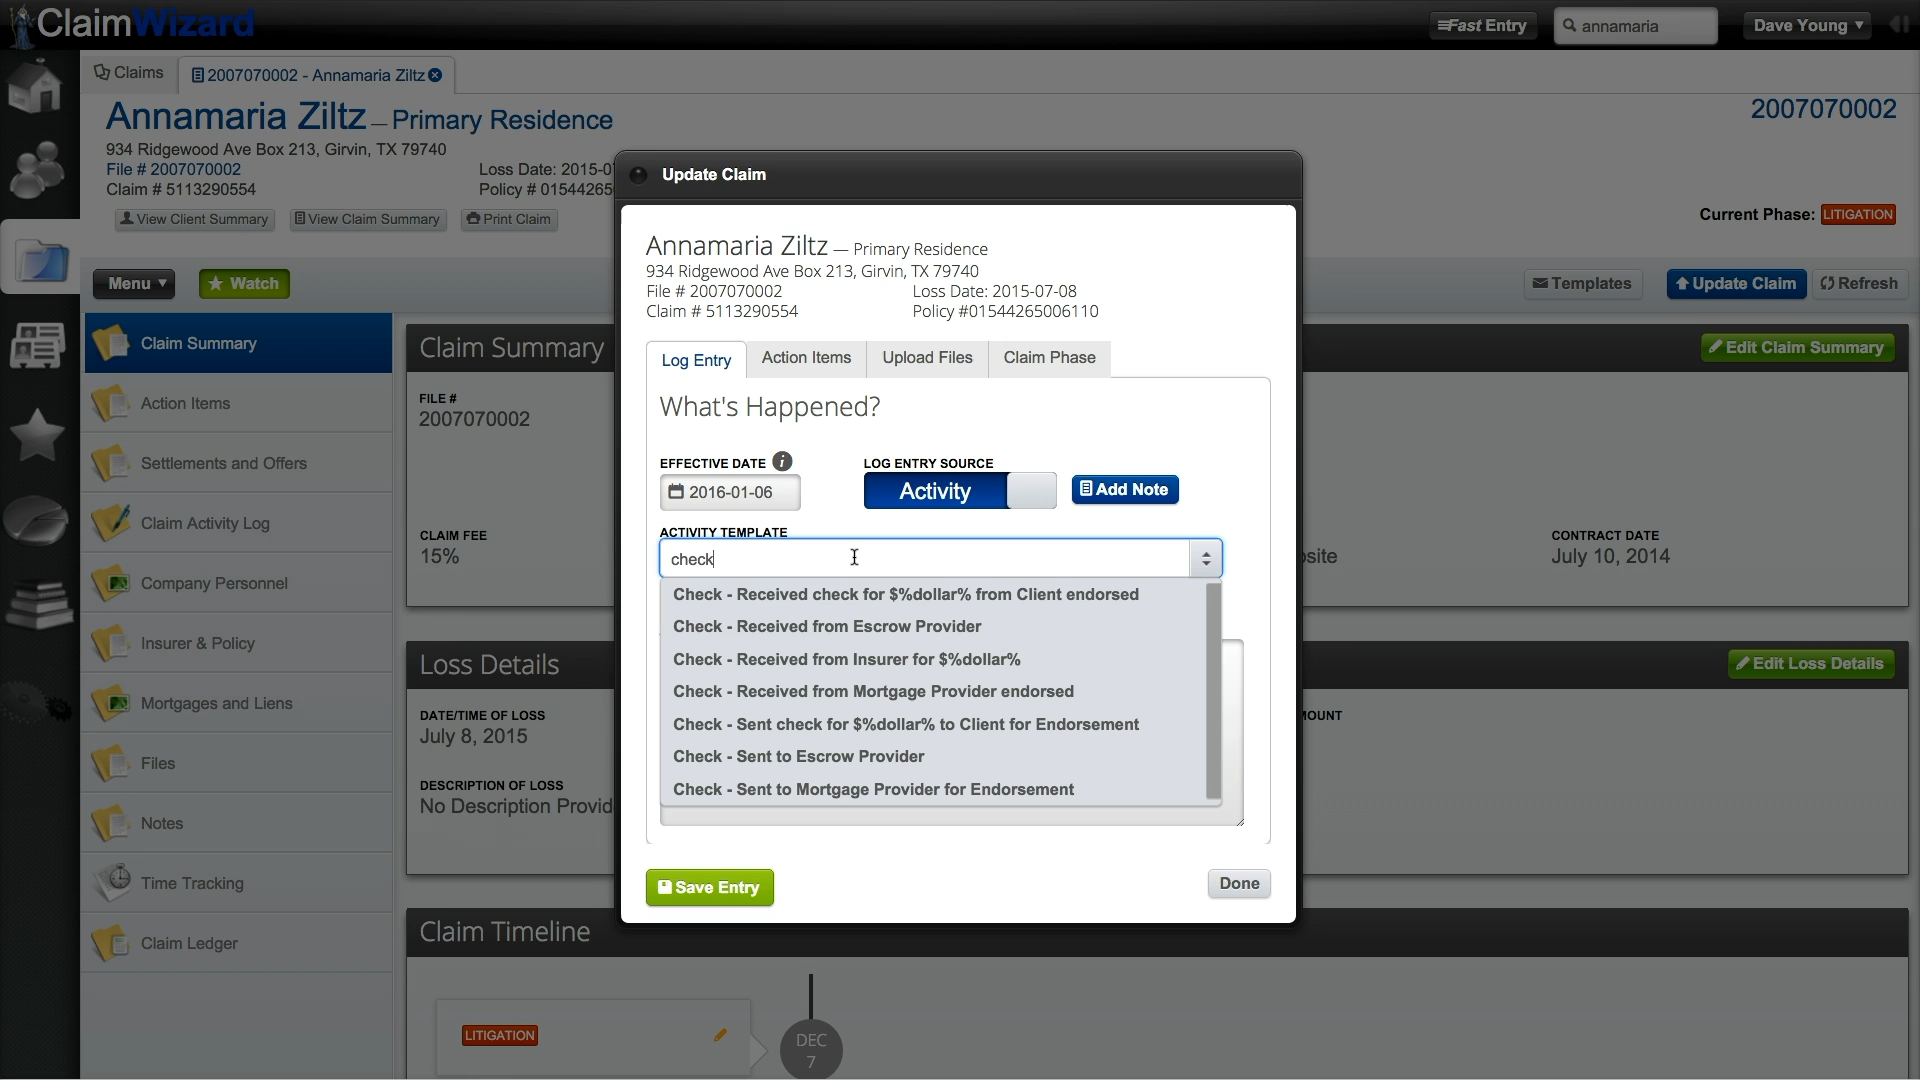 ClaimWizard
Fast Entry
annamaria
Dave Young ▼
Claims
2007070002 - Annamaria Ziltz
Annamaria Ziltz — Primary Residence
2007070002
934 Ridgewood Ave Box 213, Girvin, TX 79740
File # 2007070002
Loss Date: 2015-0
Claim # 5113290554
Policy # 01544265
View Client Summary
View Claim Summary
Print Claim
Current Phase: LITIGATION
Menu ▼
Watch
Templates
Update Claim
Refresh
Claim Summary
Action Items
Settlements and Offers
Claim Activity Log
Company Personnel
Insurer & Policy
Mortgages and Liens
Files
Notes
Time Tracking
Claim Ledger
Claim Summary
Edit Claim Summary
FILE #
2007070002
CLAIM FEE
15%
site
CONTRACT DATE
July 10, 2014
Loss Details
Edit Loss Details
DATE/TIME OF LOSS
July 8, 2015
MOUNT
DESCRIPTION OF LOSS
No Description Provid
Claim Timeline
LITIGATION
DEC
7
Update Claim
Annamaria Ziltz — Primary Residence
934 Ridgewood Ave Box 213, Girvin, TX 79740
File # 2007070002
Loss Date: 2015-07-08
Claim # 5113290554
Policy #01544265006110
Log Entry
Action Items
Upload Files
Claim Phase
What's Happened?
EFFECTIVE DATE i
LOG ENTRY SOURCE
2016-01-06
Activity
Add Note
ACTIVITY TEMPLATE
check
Check - Received check for $%dollar% from Client endorsed
Check - Received from Escrow Provider
Check - Received from Insurer for $%dollar%
Check - Received from Mortgage Provider endorsed
Check - Sent check for $%dollar% to Client for Endorsement
Check - Sent to Escrow Provider
Check - Sent to Mortgage Provider for Endorsement
Save Entry
Done